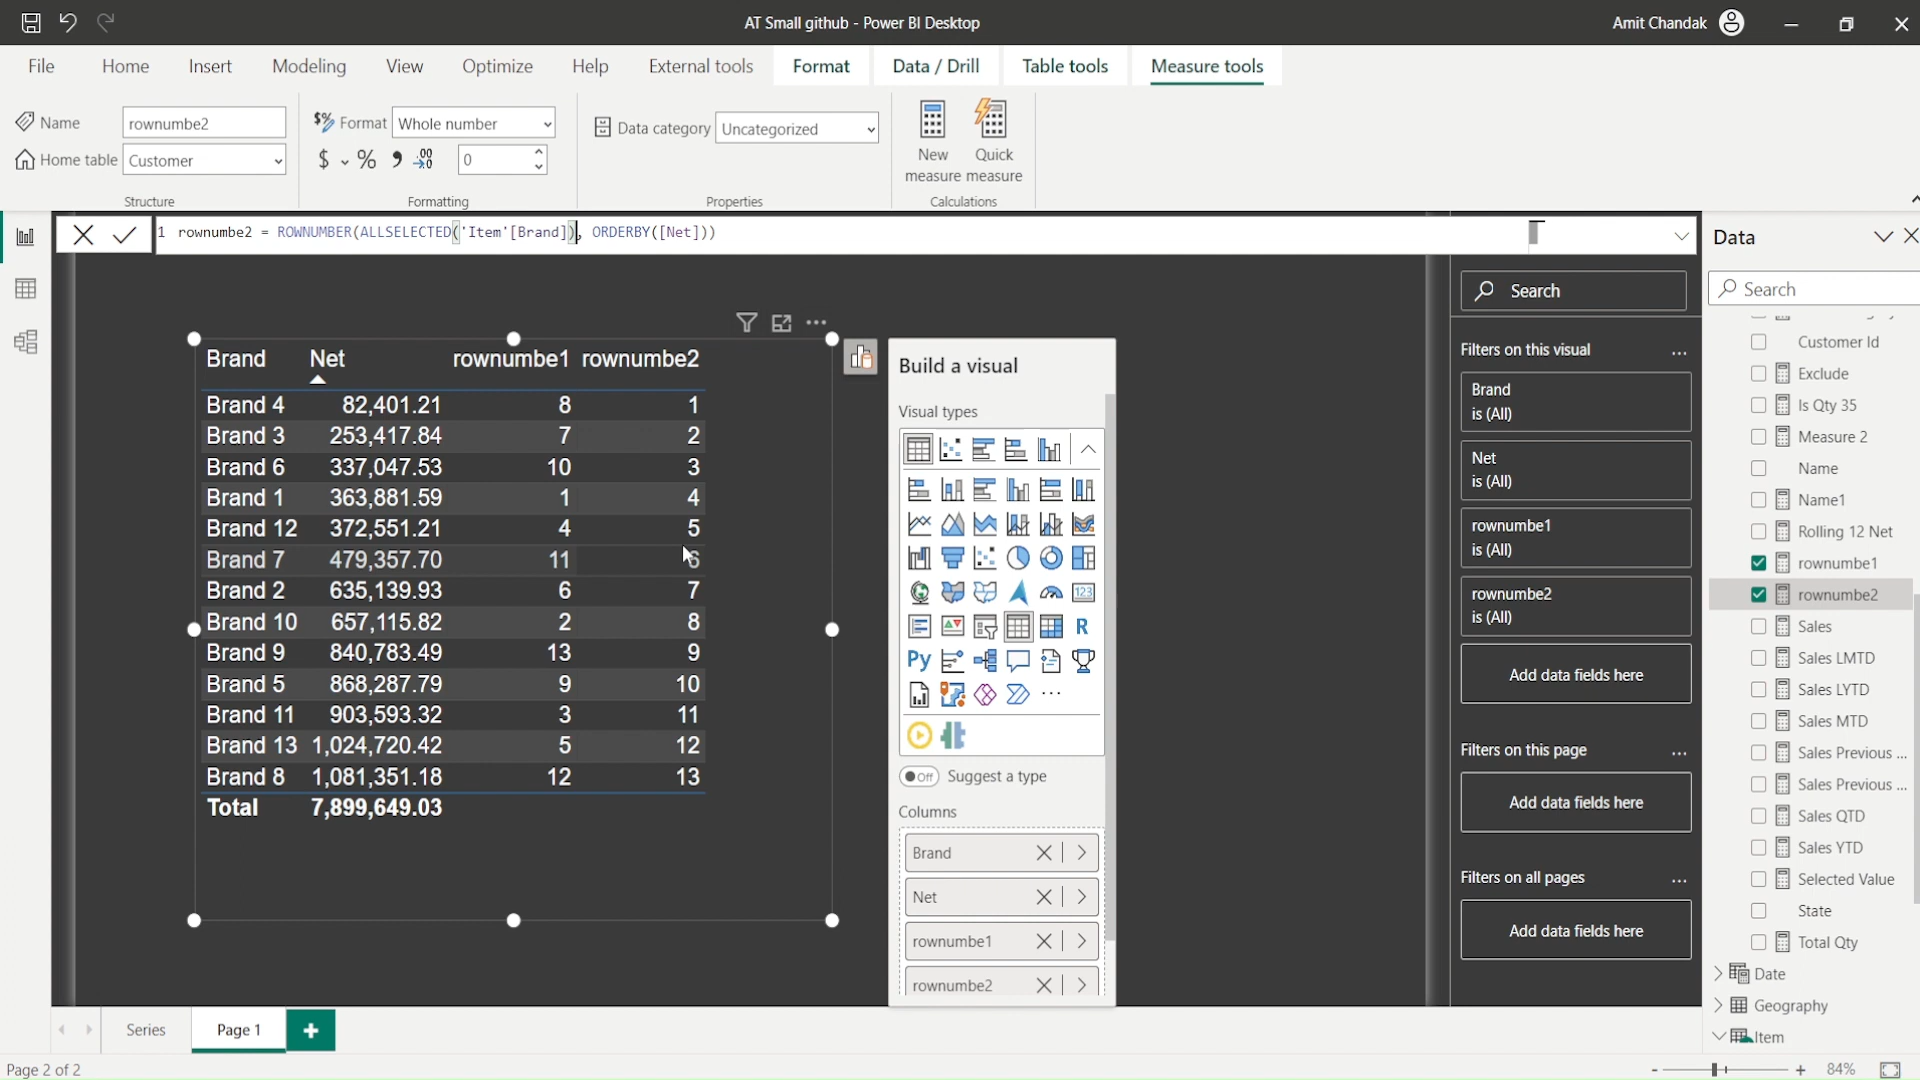 AT Small github - Power BI Desktop
Amit Chandak
File Home Insert Modeling View Optimize Help External tools Format Data / Drill Table tools Measure tools
Name rownumbe2
Home table Customer
Structure
Format Whole number
$ % , .00 0
Formatting
Data category Uncategorized
Properties
New measure
Quick measure
Calculations
1 rownumbe2 = ROWNUMBER(ALLSELECTED('Item'[Brand]), ORDERBY([Net]))
Brand Net rownumbe1 rownumbe2
Brand 4 82,401.21 8 1
Brand 3 253,417.84 7 2
Brand 6 337,047.53 10 3
Brand 1 363,881.59 1 4
Brand 12 372,551.21 4 5
Brand 7 479,357.70 11 6
Brand 2 635,139.93 6 7
Brand 10 657,115.82 2 8
Brand 9 840,783.49 13 9
Brand 5 868,287.79 9 10
Brand 11 903,593.32 3 11
Brand 13 1,024,720.42 5 12
Brand 8 1,081,351.18 12 13
Total 7,899,649.03
Build a visual
Visual types
123
R
Py
Off Suggest a type
Columns
Brand
Net
rownumbe1
rownumbe2
Search
Filters on this visual
Brand
is (All)
Net
is (All)
rownumbe1
is (All)
rownumbe2
is (All)
Add data fields here
Filters on this page
Add data fields here
Filters on all pages
Add data fields here
Data
Search
Customer Id
Exclude
Is Qty 35
Measure 2
Name
Name1
Rolling 12 Net
rownumbe1
rownumbe2
Sales
Sales LMTD
Sales LYTD
Sales MTD
Sales Previous ...
Sales Previous ...
Sales QTD
Sales YTD
Selected Value
State
Total Qty
Date
Geography
Item
Series Page 1 +
Page 2 of 2
- + 84%